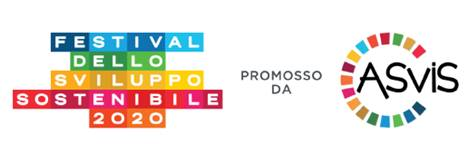 FESTIVAL
DELLO
SVILUPPO
SOSTENIBILE
2020
PROMOSSO
DA
ASviS